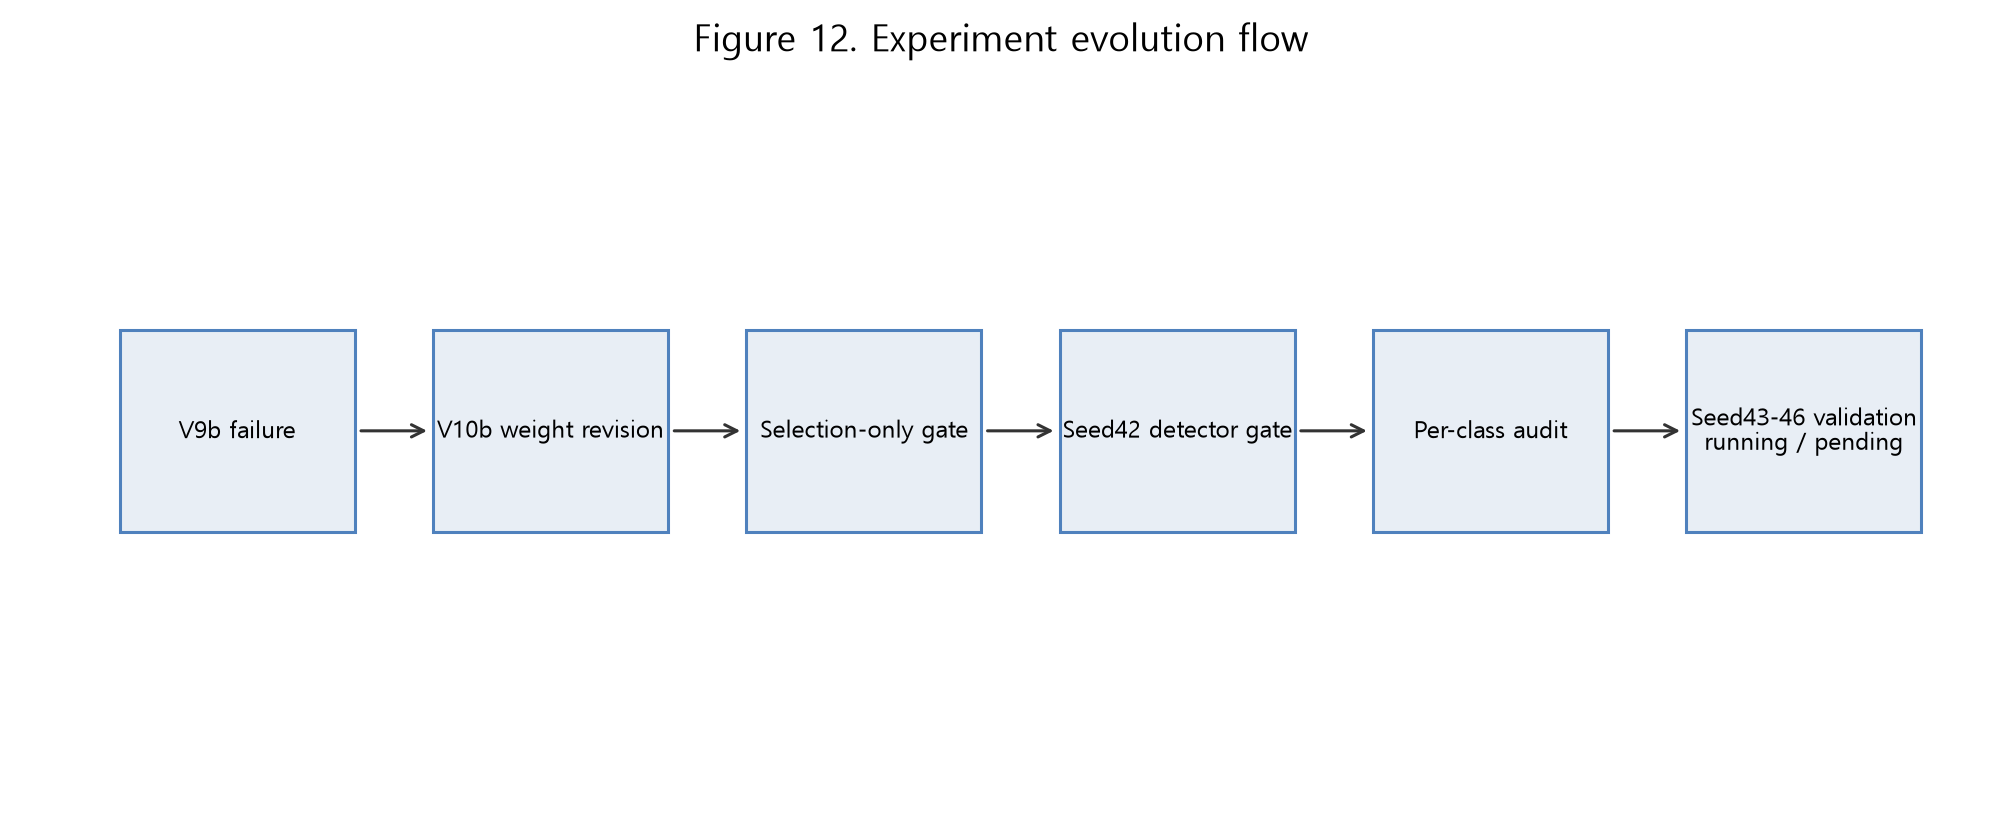 Figure 12. Experiment evolution flow
V9b failure
V10b weight revision
Selection-only gate
Seed42 detector gate
Per-class audit
Seed43-46 validation
running / pending